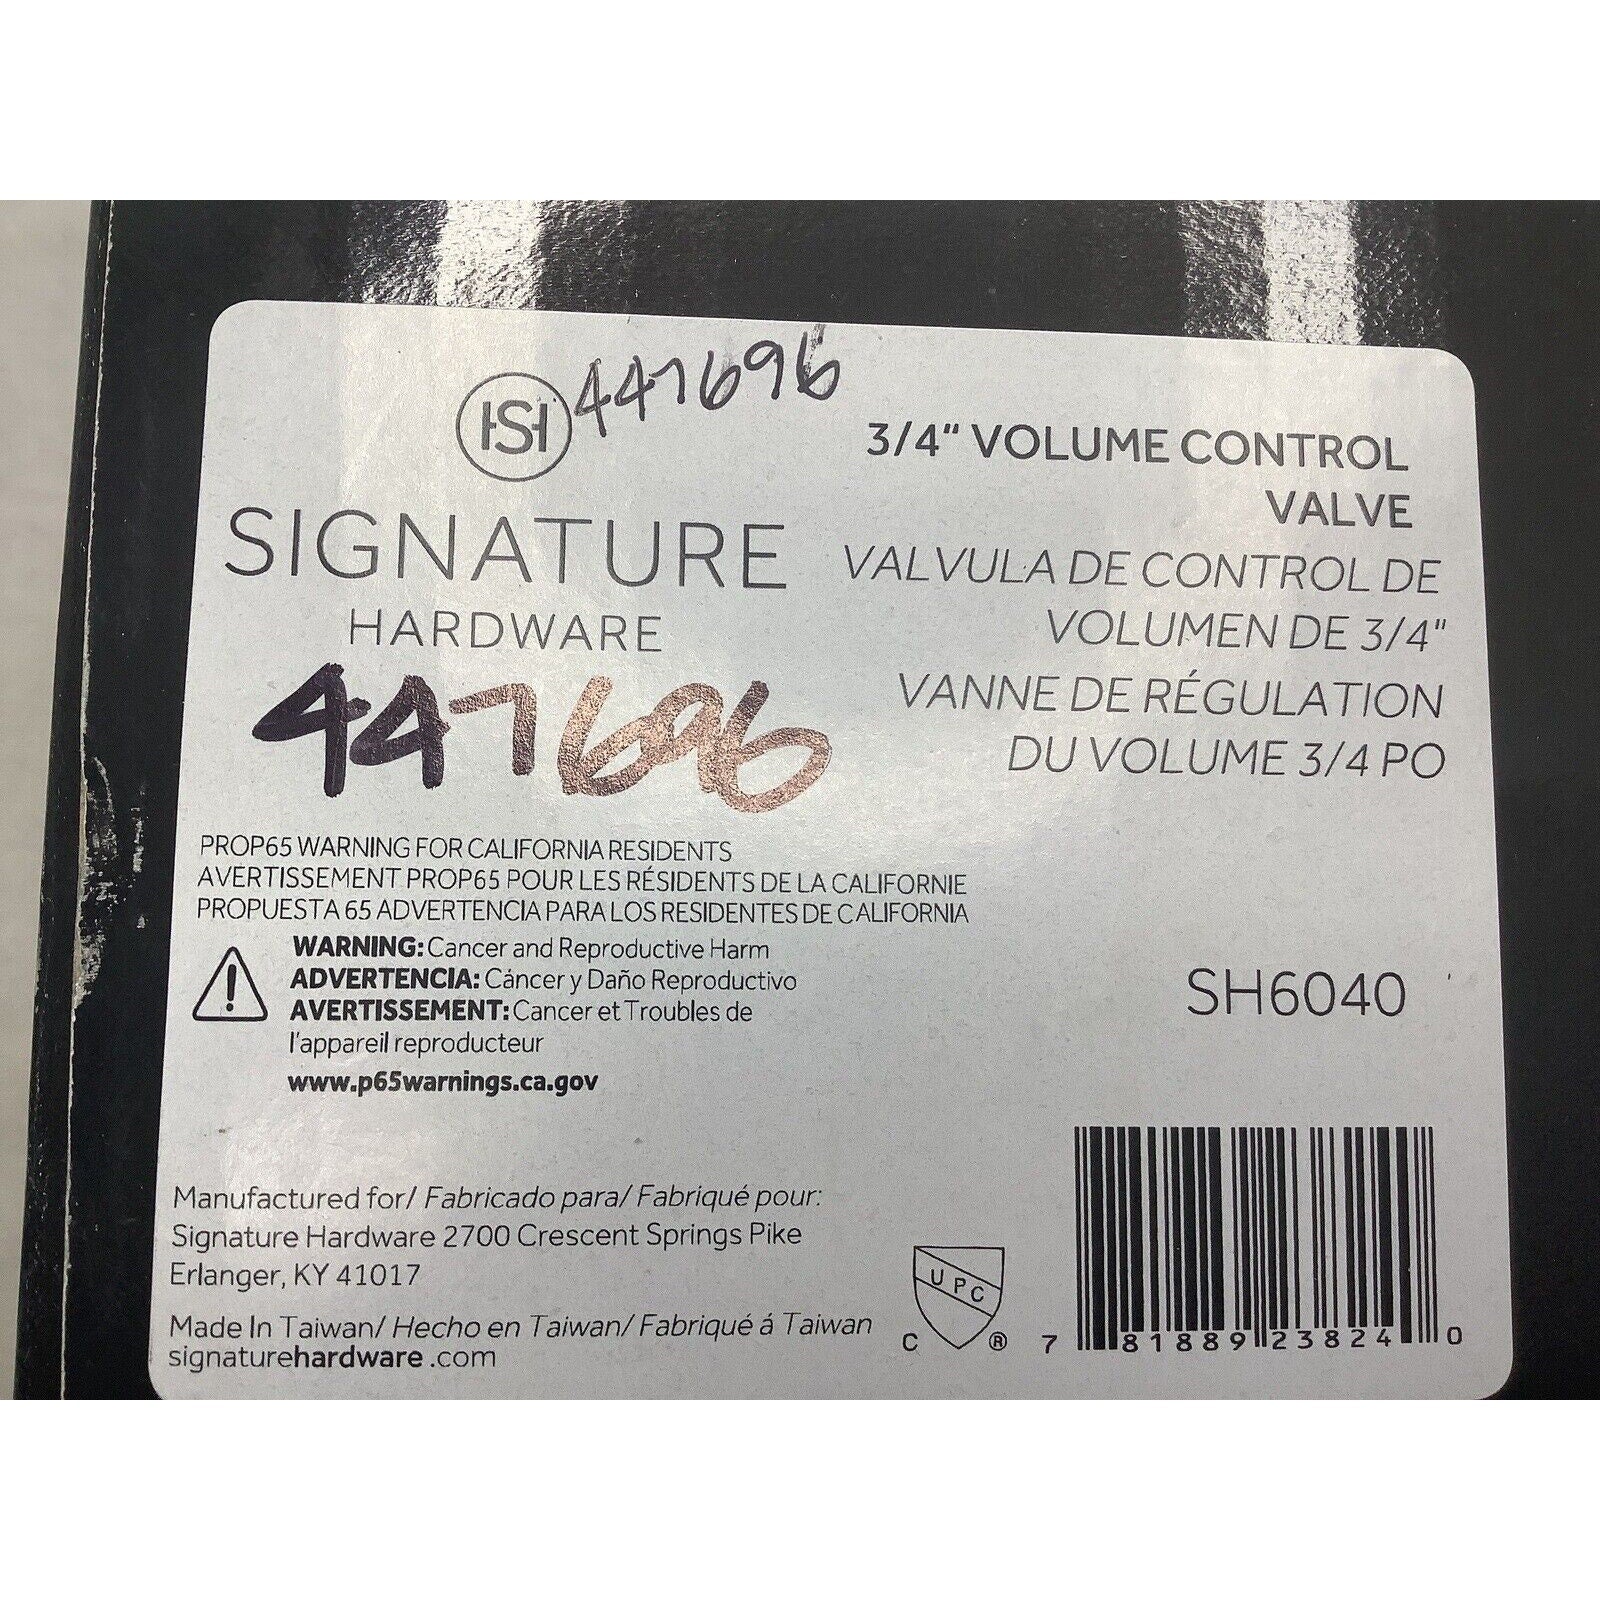 HS 447696
SIGNATURE
HARDWARE
447696
3/4" VOLUME CONTROL
VALVE
VALVULA DE CONTROL DE
VOLUMEN DE 3/4"
VANNE DE RÉGULATION
DU VOLUME 3/4 PO
PROP65 WARNING FOR CALIFORNIA RESIDENTS
AVERTISSEMENT PROP65 POUR LES RÉSIDENTS DE LA CALIFORNIE
PROPUESTA 65 ADVERTENCIA PARA LOS RESIDENTES DE CALIFORNIA
! WARNING: Cancer and Reproductive Harm
ADVERTENCIA: Cáncer y Daño Reproductivo
AVERTISSEMENT: Cancer et Troubles de
l'appareil reproducteur
www.p65warnings.ca.gov
SH6040
Manufactured for/ Fabricado para/ Fabriqué pour:
Signature Hardware 2700 Crescent Springs Pike
Erlanger, KY 41017
Made In Taiwan/ Hecho en Taiwan/ Fabriqué á Taiwan
signaturehardware.com
UPC
C ®
7 81889 23824 0